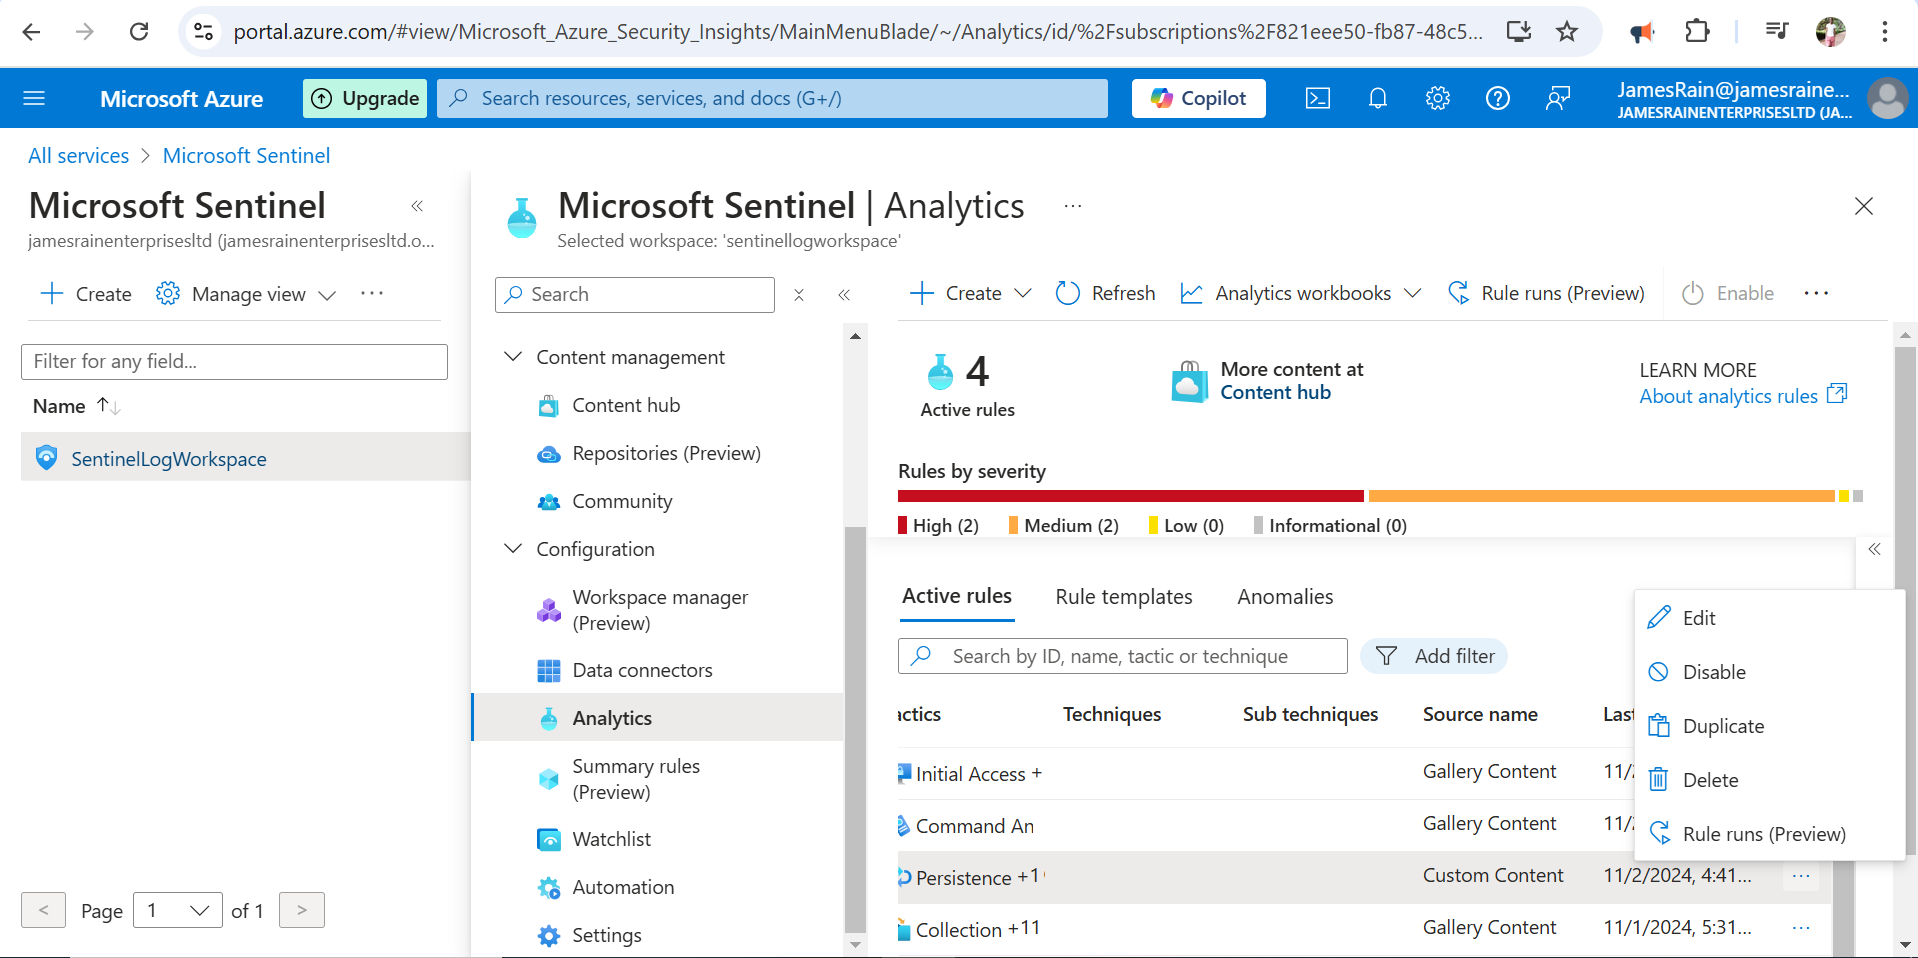 portal.azure.com/#view/Microsoft_Azure_Security_Insights/MainMenuBlade/~/Analytics/id/%2Fsubscriptions%2F821eee50-fb87-48c5...
Microsoft Azure
Upgrade
Search resources, services, and docs (G+/)
Copilot
JamesRain@jamesraine...
JAMESRAINENTERPRISESLTD (JA...
All services > Microsoft Sentinel
Microsoft Sentinel
jamesrainenterprisesltd (jamesrainenterprisesltd.o...
Create
Manage view
Filter for any field...
Name
SentinelLogWorkspace
Page 1 of 1
Microsoft Sentinel | Analytics
Selected workspace: 'sentinellogworkspace'
Search
Content management
Content hub
Repositories (Preview)
Community
Configuration
Workspace manager
(Preview)
Data connectors
Analytics
Summary rules
(Preview)
Watchlist
Automation
Settings
Create
Refresh
Analytics workbooks
Rule runs (Preview)
Enable
4
Active rules
More content at
Content hub
LEARN MORE
About analytics rules
Rules by severity
High (2)
Medium (2)
Low (0)
Informational (0)
Active rules
Rule templates
Anomalies
Search by ID, name, tactic or technique
Add filter
actics
Techniques
Sub techniques
Source name
Las
Initial Access +
Gallery Content
11/2
Command An
Gallery Content
11/2
Persistence +1
Custom Content
11/2/2024, 4:41...
Collection +11
Gallery Content
11/1/2024, 5:31...
Edit
Disable
Duplicate
Delete
Rule runs (Preview)